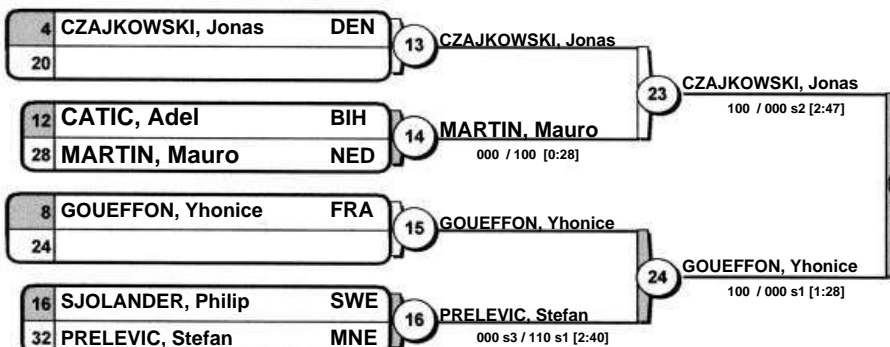 4 CZAJKOWSKI, Jonas DEN
20
13
CZAJKOWSKI, Jonas
12 CATIC, Adel BIH
28 MARTIN, Mauro NED
14
MARTIN, Mauro
000 / 100 [0:28]
23
CZAJKOWSKI, Jonas
100 / 000 s2 [2:47]
8 GOUEFFON, Yhonice FRA
24
15
GOUEFFON, Yhonice
16 SJOLANDER, Philip SWE
32 PRELEVIC, Stefan MNE
16
PRELEVIC, Stefan
000 s3 / 110 s1 [2:40]
24
GOUEFFON, Yhonice
100 / 000 s1 [1:28]